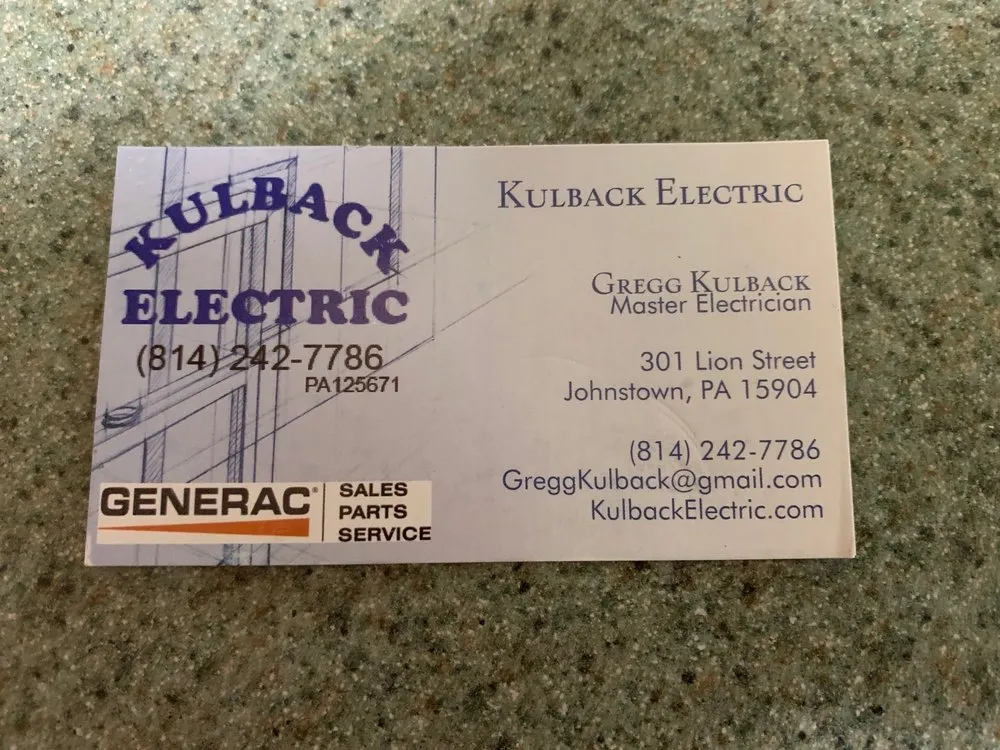 KULBACK
ELECTRIC
(814) 242-7786
PA125671
GENERAC®
SALES
PARTS
SERVICE
KULBACK ELECTRIC
GREGG KULBACK
Master Electrician
301 Lion Street
Johnstown, PA 15904
(814) 242-7786
GreggKulback@gmail.com
KulbackElectric.com